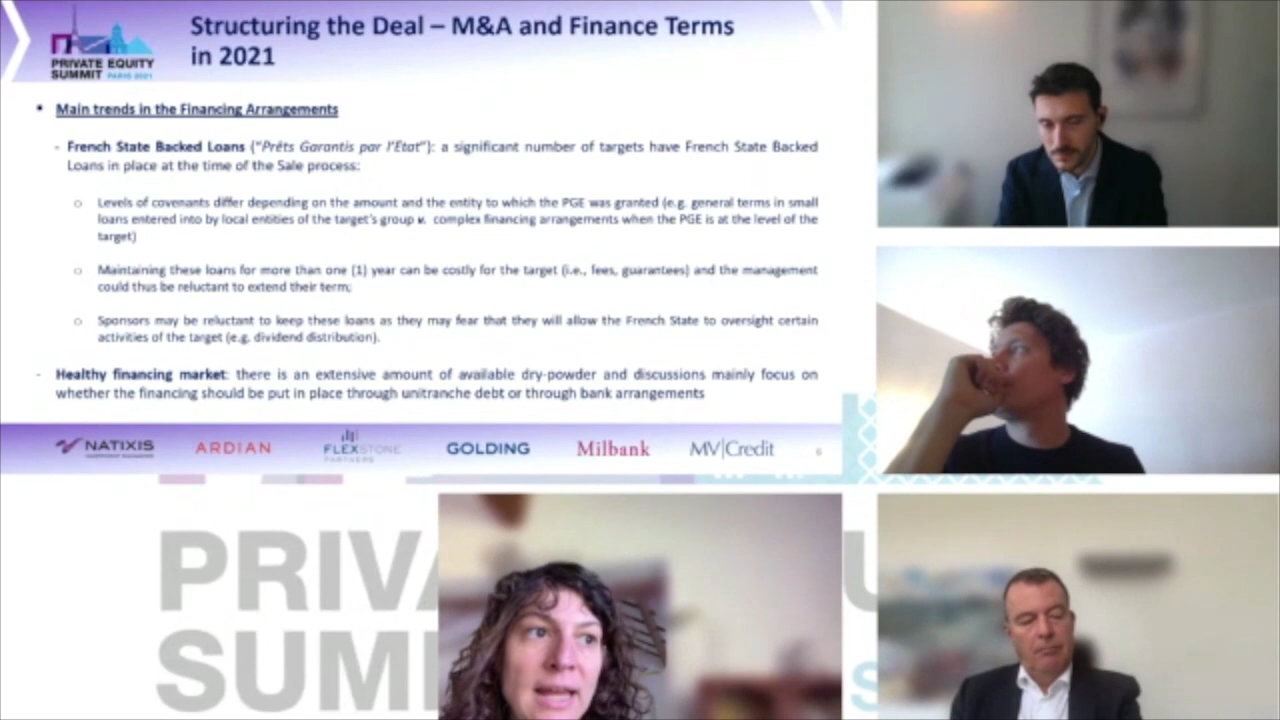 Structuring the Deal – M&A and Finance Terms
in 2021
PRIVATE EQUITY
SUMMIT PARIS 2021
• Main trends in the Financing Arrangements
- French State Backed Loans (“Prêts Garantis par l’Etat”): a significant number of targets have French State Backed
Loans in place at the time of the Sale process:
o Levels of covenants differ depending on the amount and the entity to which the PGE was granted (e.g. general terms in small
loans entered into by local entities of the target’s group v. complex financing arrangements when the PGE is at the level of the
target)
o Maintaining these loans for more than one (1) year can be costly for the target (i.e., fees, guarantees) and the management
could thus be reluctant to extend their term;
o Sponsors may be reluctant to keep these loans as they may fear that they will allow the French State to oversight certain
activities of the target (e.g. dividend distribution).
- Healthy financing market: there is an extensive amount of available dry-powder and discussions mainly focus on
whether the financing should be put in place through unitranche debt or through bank arrangements
NATIXIS
ARDIAN
FLEXSTONE
PARTNERS
GOLDING
Milbank
MV|Credit
6
PRIV
SUM